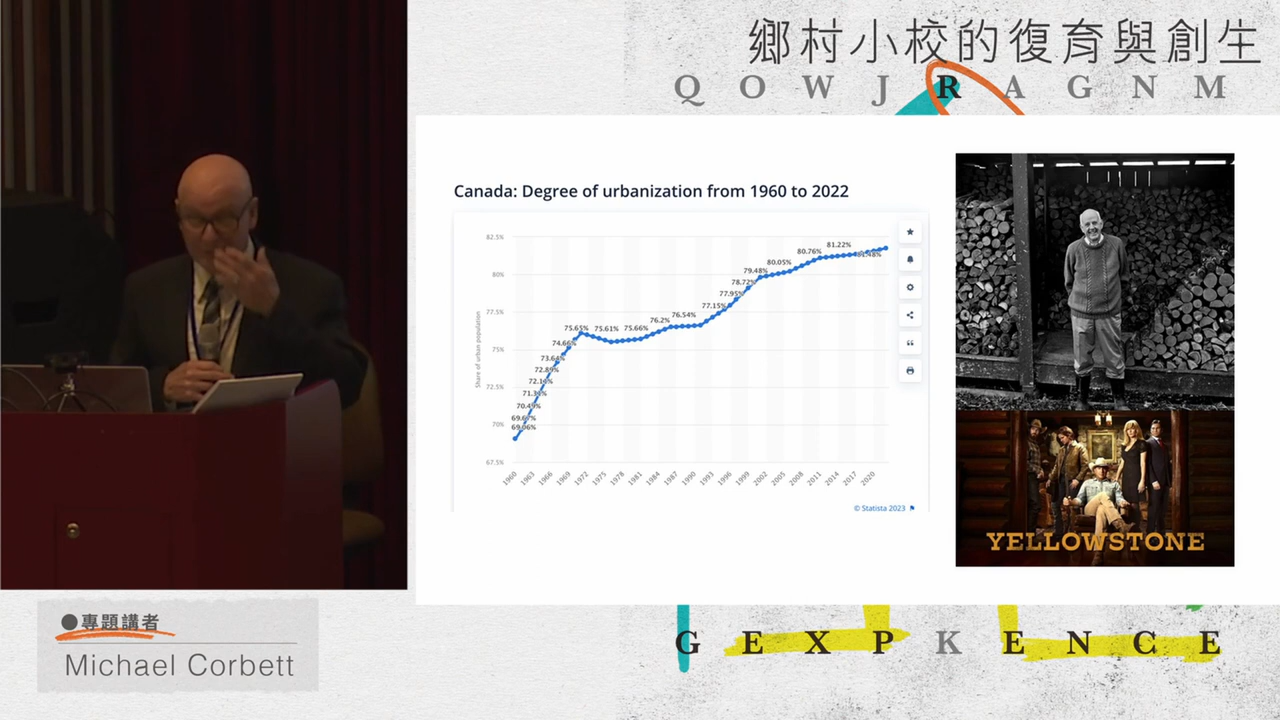 鄉村小校的復育與創生
Q O W J R A G N M
Canada: Degree of urbanization from 1960 to 2022
Share of urban population
82.5%
80%
77.5%
75%
72.5%
70%
67.5%
69.06%
69.67%
70.49%
71.31%
72.14%
72.89%
73.64%
74.66%
75.65%
75.61%
75.66%
76.2%
76.54%
77.15%
77.95%
78.72%
79.48%
80.05%
80.76%
81.22%
81.48%
1960 1963 1966 1969 1972 1975 1978 1981 1984 1987 1990 1993 1996 1999 2002 2005 2008 2011 2014 2017 2020
© Statista 2023
YELLOWSTONE
專題講者
Michael Corbett
G E X P K E N C E